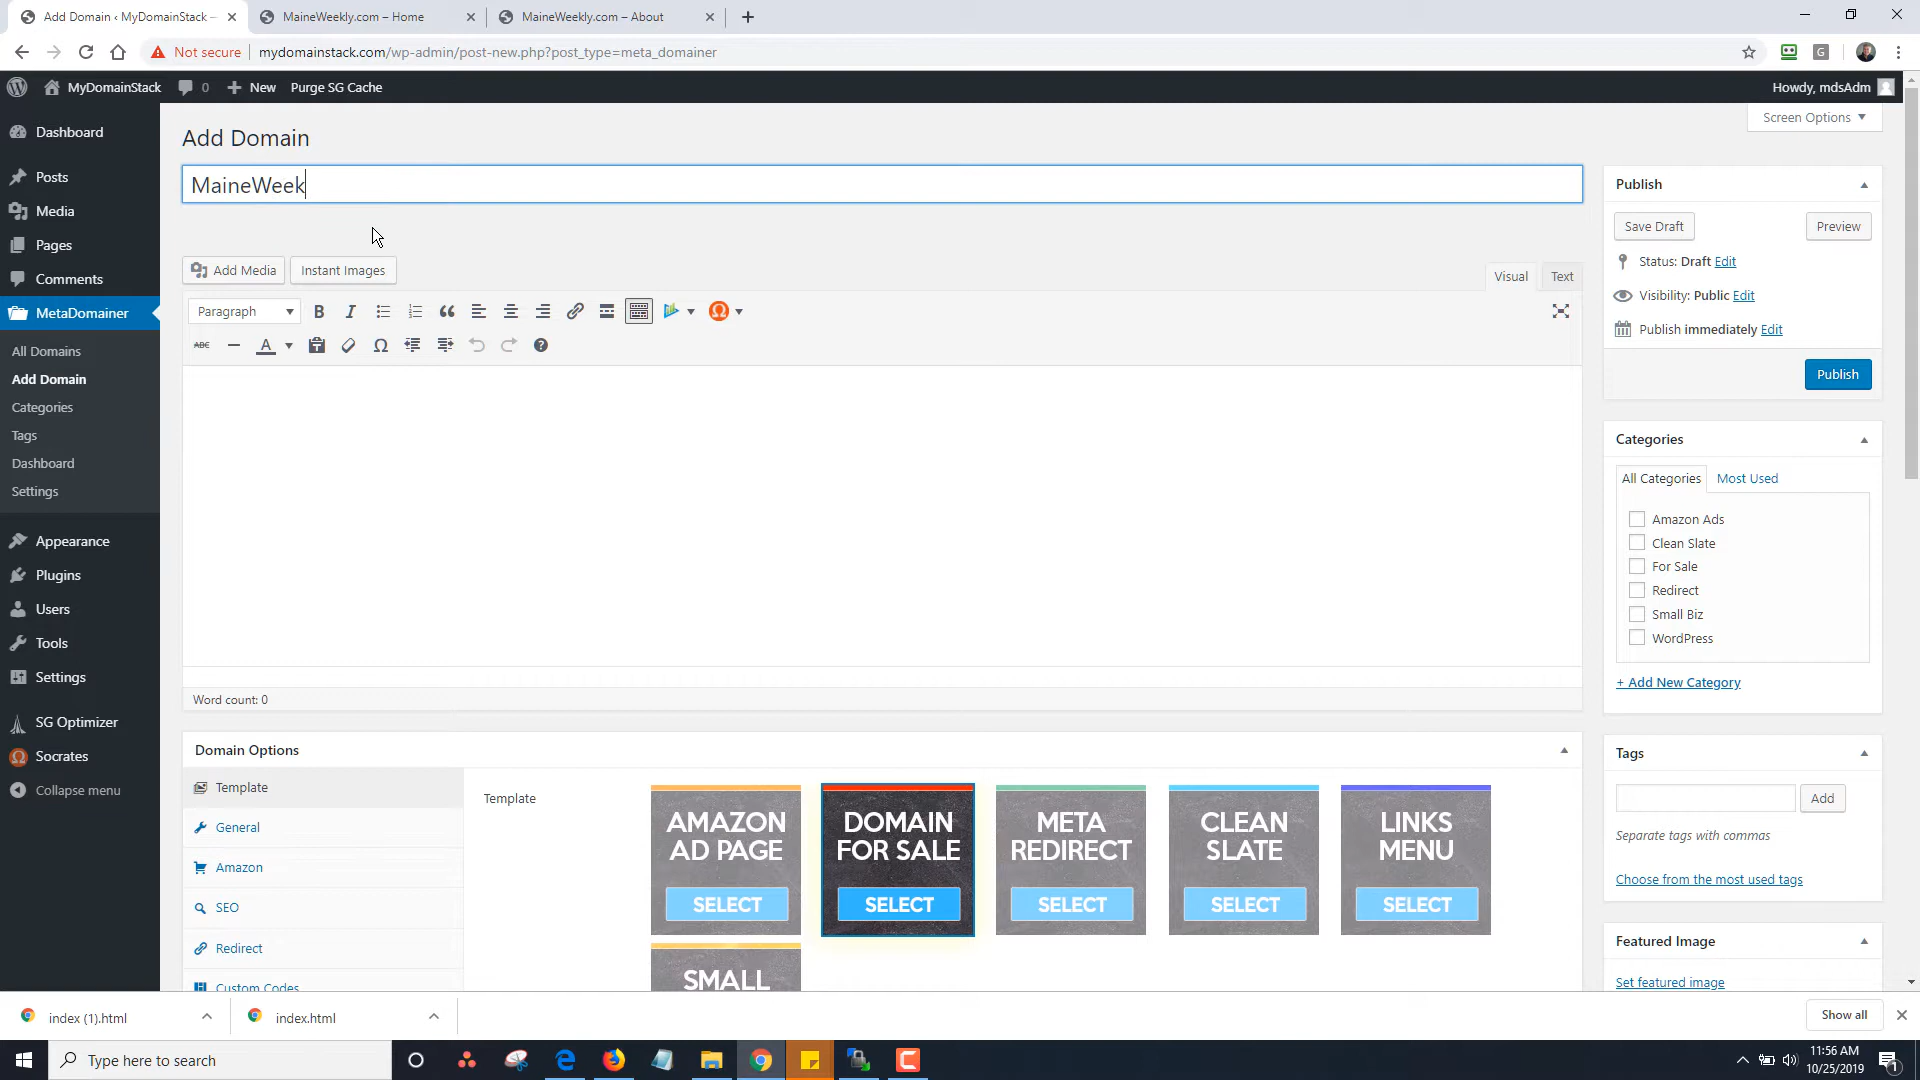 Add Domain ‹ MyDomainStack –
MaineWeekly.com – Home
MaineWeekly.com – About
Not secure
mydomainstack.com/wp-admin/post-new.php?post_type=meta_domainer
MyDomainStack
0
New
Purge SG Cache
Howdy, mdsAdm
Dashboard
Posts
Media
Pages
Comments
MetaDomainer
All Domains
Add Domain
Categories
Tags
Dashboard
Settings
Appearance
Plugins
Users
Tools
Settings
SG Optimizer
Socrates
Collapse menu
Screen Options
Add Domain
MaineWeek
Add Media
Instant Images
Visual
Text
Paragraph
Word count: 0
Domain Options
Template
General
Amazon
SEO
Redirect
Custom Codes
Template
AMAZON
AD PAGE
SELECT
DOMAIN
FOR SALE
SELECT
META
REDIRECT
SELECT
CLEAN
SLATE
SELECT
LINKS
MENU
SELECT
SMALL
Publish
Save Draft
Preview
Status: Draft Edit
Visibility: Public Edit
Publish immediately Edit
Publish
Categories
All Categories
Most Used
Amazon Ads
Clean Slate
For Sale
Redirect
Small Biz
WordPress
+ Add New Category
Tags
Add
Separate tags with commas
Choose from the most used tags
Featured Image
Set featured image
index (1).html
index.html
Show all
Type here to search
11:56 AM
10/25/2019
1